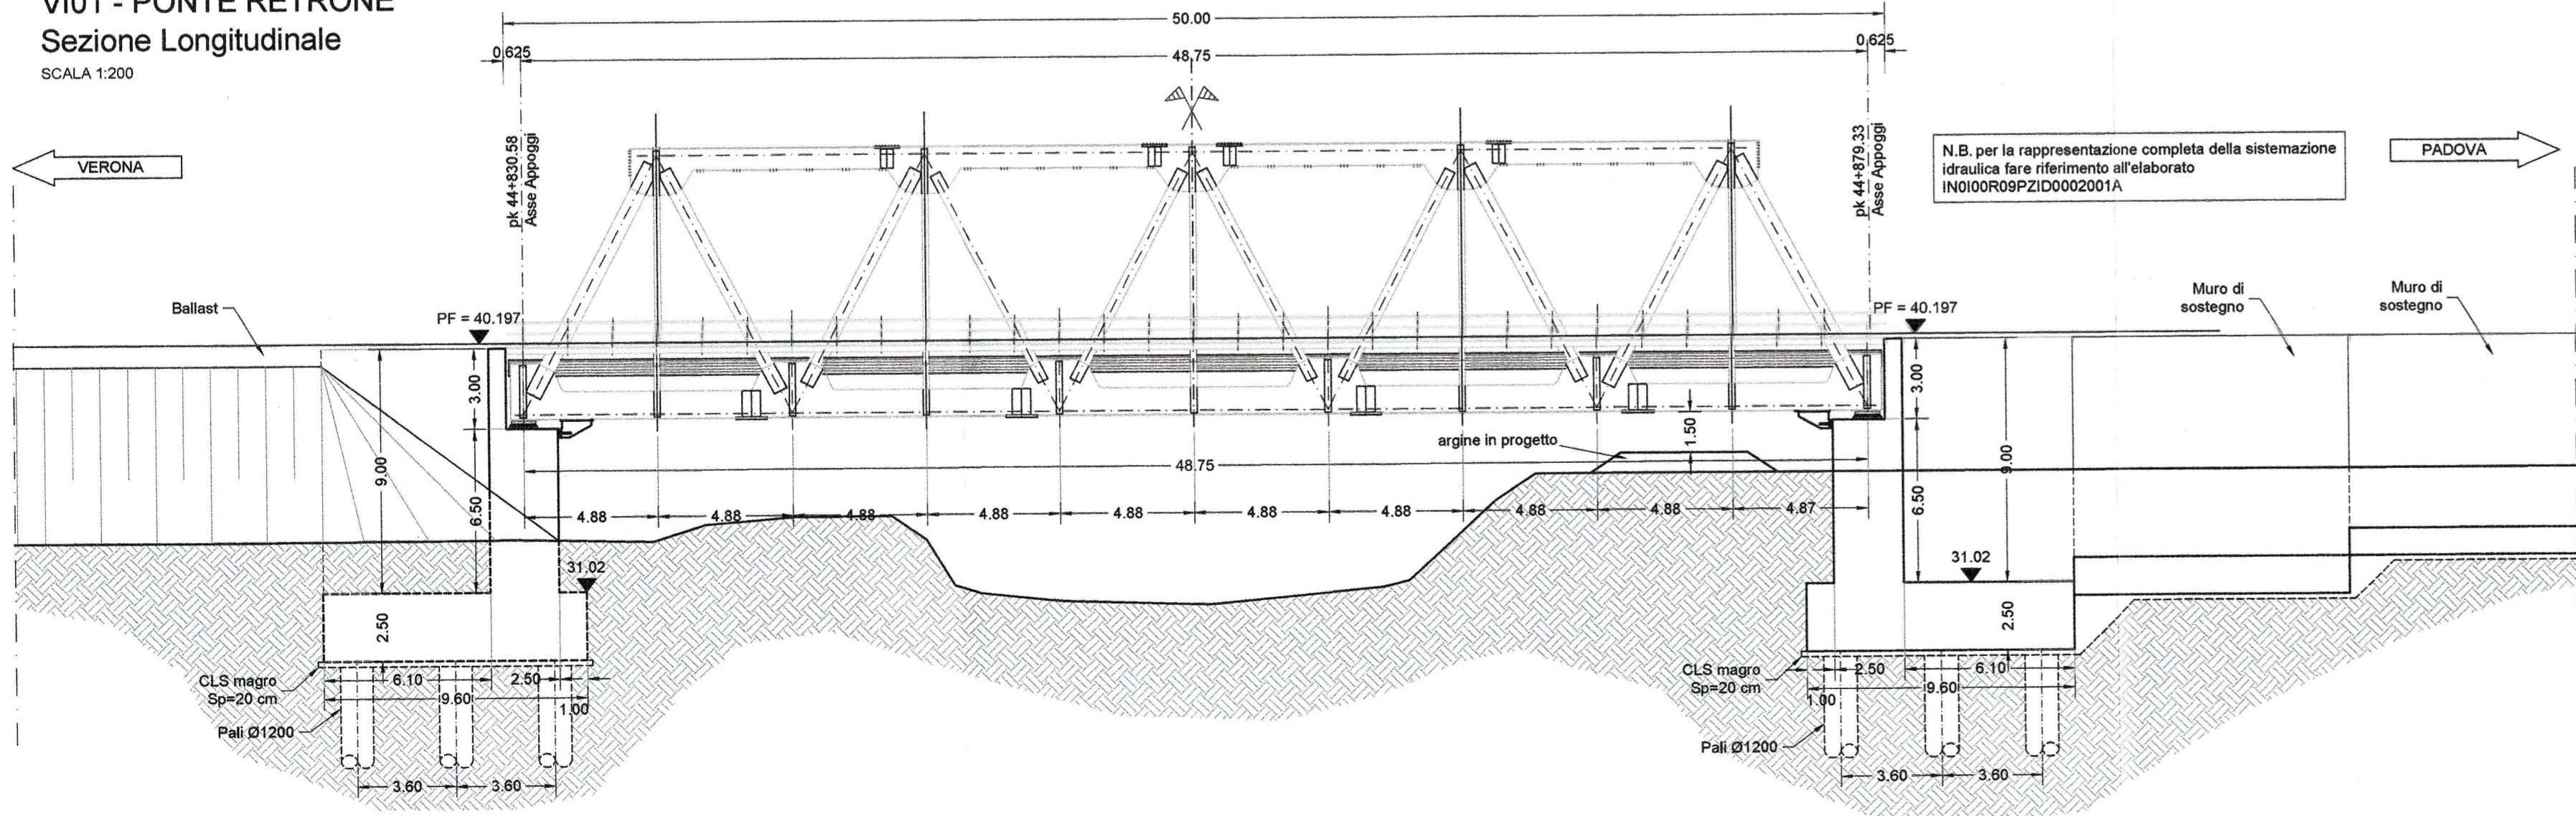 VI01 - PONTE RETRONE
Sezione Longitudinale
SCALA 1:200
50.00
0.625
48.75
0.625
pk 44+830.58
Asse Appoggi
pk 44+879.33
Asse Appoggi
VERONA
N.B. per la rappresentazione completa della sistemazione
idraulica fare riferimento all'elaborato
IN0I00R09PZID0002001A
PADOVA
Ballast
PF = 40.197
PF = 40.197
Muro di
sostegno
Muro di
sostegno
3.00
9.00
6.50
3.00
9.00
6.50
argine in progetto
1.50
48.75
4.88
4.88
4.88
4.88
4.88
4.88
4.88
4.88
4.88
4.87
31.02
31.02
2.50
2.50
CLS magro
Sp=20 cm
6.10
2.50
9.60
1.00
Pali Ø1200
3.60
3.60
CLS magro
Sp=20 cm
2.50
6.10
9.60
1.00
Pali Ø1200
3.60
3.60